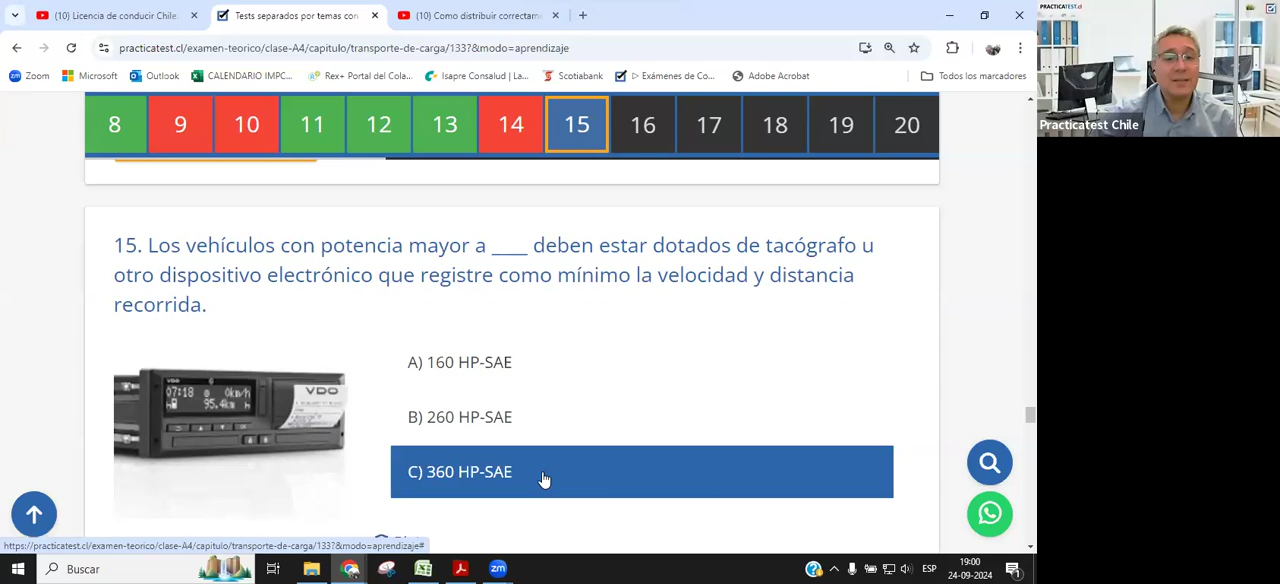 (10) Licencia de conducir Chile:
Tests separados por temas con
(10) Como distribuir correctame
practicatest.cl/examen-teorico/clase-A4/capitulo/transporte-de-carga/133?&modo=aprendizaje
Zoom
Microsoft
Outlook
CALENDARIO IMPC...
Rex+ Portal del Cola...
Isapre Consalud | La...
Scotiabank
▷ Exámenes de Co...
Adobe Acrobat
Todos los marcadores
PRACTICATEST.cl
Practicatest Chile
8 9 10 11 12 13 14 15 16 17 18 19 20
15. Los vehículos con potencia mayor a ____ deben estar dotados de tacógrafo u
otro dispositivo electrónico que registre como mínimo la velocidad y distancia
recorrida.
VDO
07:18 0km/h
A) 160 HP-SAE
B) 260 HP-SAE
C) 360 HP-SAE
https://practicatest.cl/examen-teorico/clase-A4/capitulo/transporte-de-carga/133?&modo=aprendizaje#
Buscar
ESP
19:00
24-09-2024